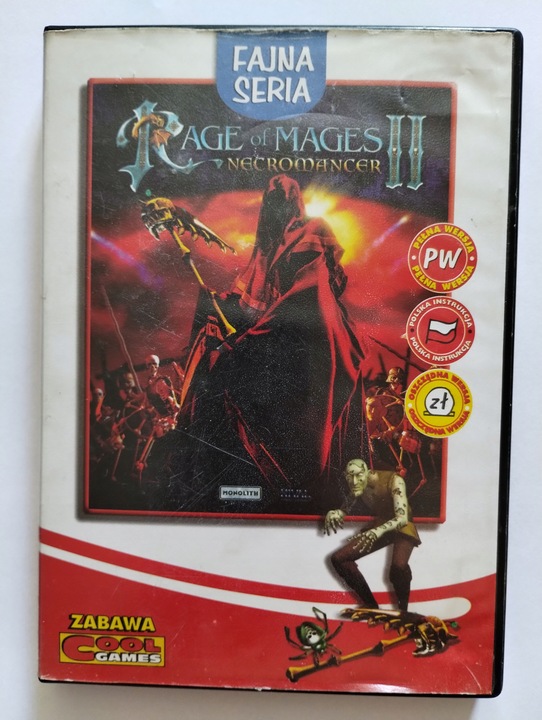 FAJNA
SERIA
RAGE of MAGES II
NECROMANCER
PEŁNA WERSJA
PW
PEŁNA WERSJA
POLSKA INSTRUKCJA
POLSKA INSTRUKCJA
OSZCZĘDNA WERSJA
zł
OSZCZĘDNA WERSJA
MONOLITH
ZABAWA
COOL
GAMES